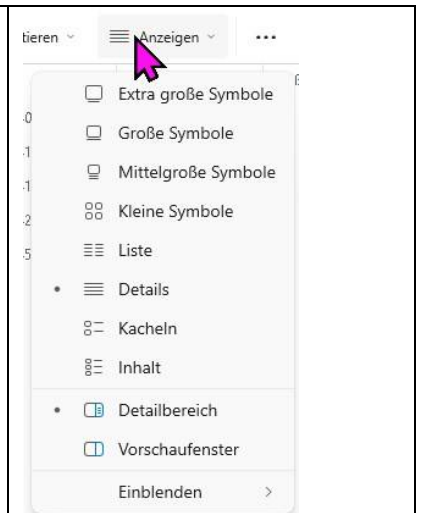 tieren Anzeigen ...
Extra große Symbole
Große Symbole
Mittelgroße Symbole
Kleine Symbole
Liste
Details
Kacheln
Inhalt
Detailbereich
Vorschaufenster
Einblenden